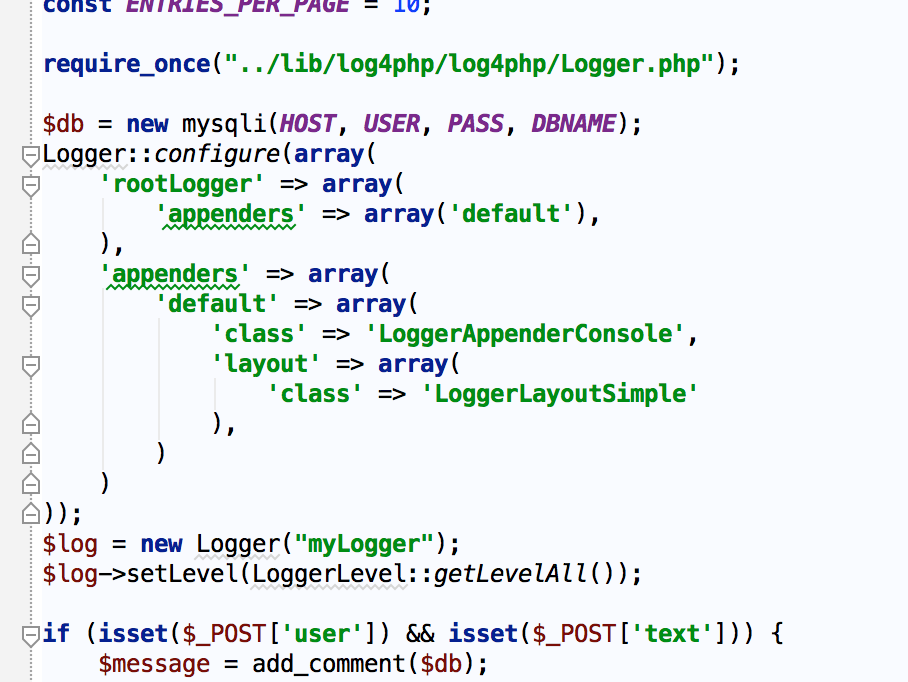 const ENTRIES_PER_PAGE = 10;
require_once("../lib/log4php/log4php/Logger.php");
$db = new mysqli(HOST, USER, PASS, DBNAME);
Logger::configure(array(
'rootLogger' => array(
'appenders' => array('default'),
),
'appenders' => array(
'default' => array(
'class' => 'LoggerAppenderConsole',
'layout' => array(
'class' => 'LoggerLayoutSimple'
),
)
)
));
$log = new Logger("myLogger");
$log->setLevel(LoggerLevel::getLevelAll());
if (isset($_POST['user']) && isset($_POST['text'])) {
$message = add_comment($db);